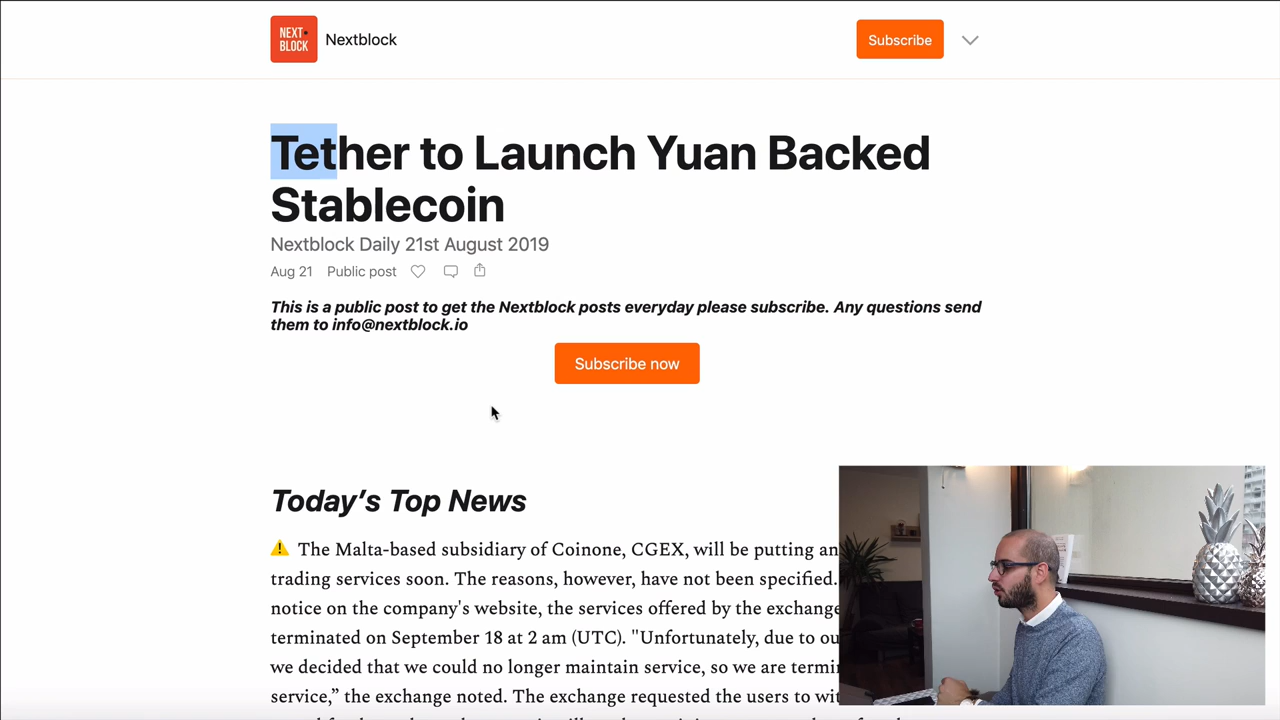 NEXT
BLOCK
Nextblock
Subscribe
Tether to Launch Yuan Backed
Stablecoin
Nextblock Daily 21st August 2019
Aug 21 Public post
This is a public post to get the Nextblock posts everyday please subscribe. Any questions send
them to info@nextblock.io
Subscribe now
Today’s Top News
The Malta-based subsidiary of Coinone, CGEX, will be putting an
trading services soon. The reasons, however, have not been specified.
notice on the company's website, the services offered by the exchange
terminated on September 18 at 2 am (UTC). "Unfortunately, due to ou
we decided that we could no longer maintain service, so we are termi
service,” the exchange noted. The exchange requested the users to wit